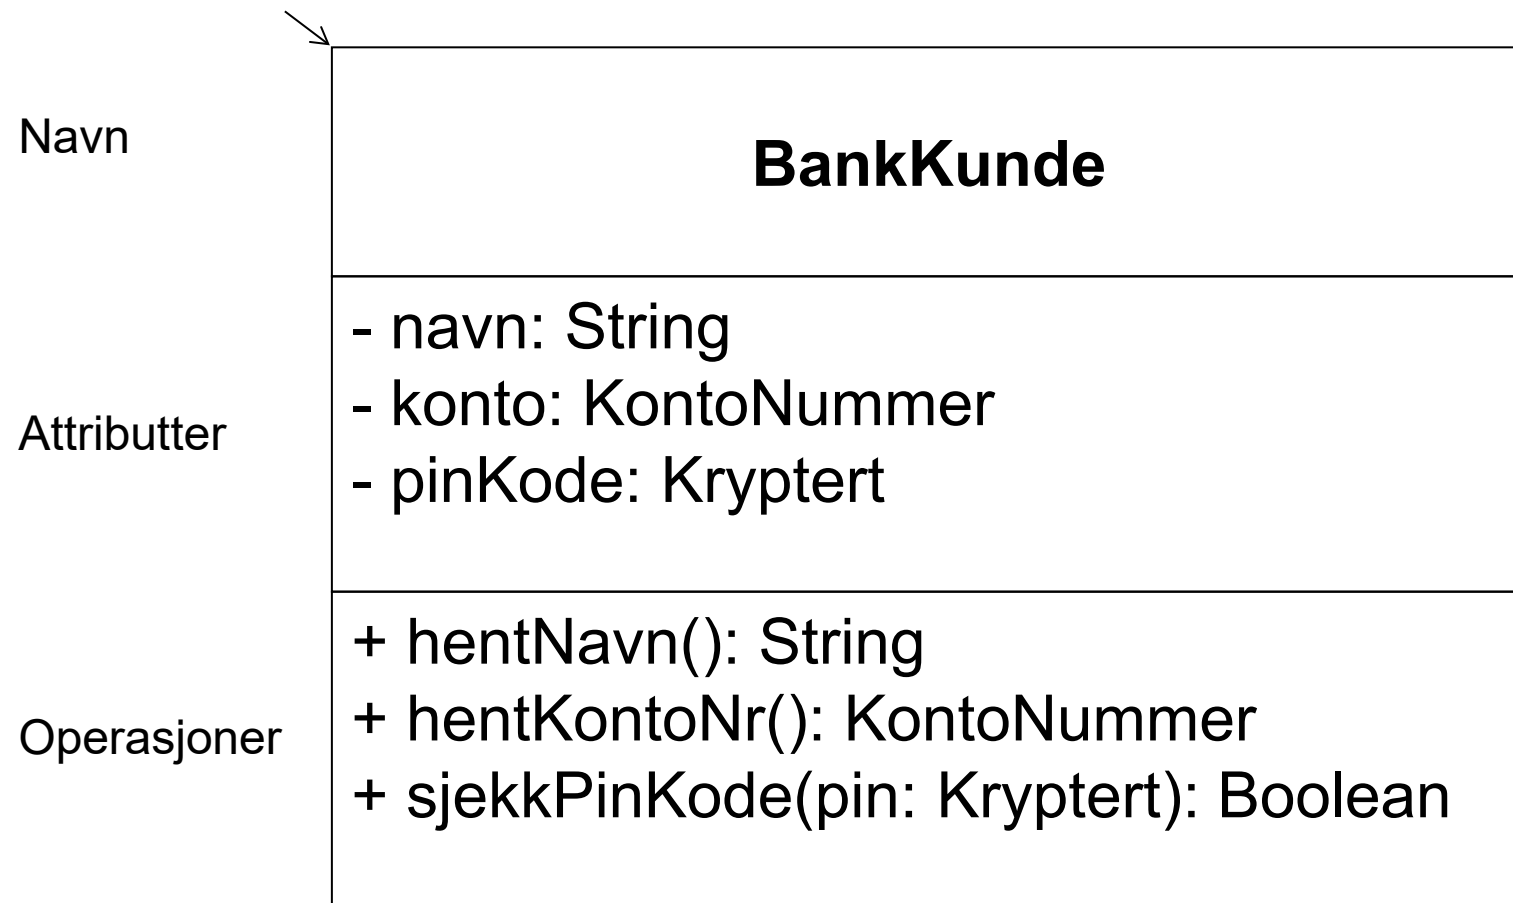 Navn
BankKunde
Attributter
- navn: String
- konto: KontoNummer
- pinKode: Kryptert
Operasjoner
+ hentNavn(): String
+ hentKontoNr(): KontoNummer
+ sjekkPinKode(pin: Kryptert): Boolean